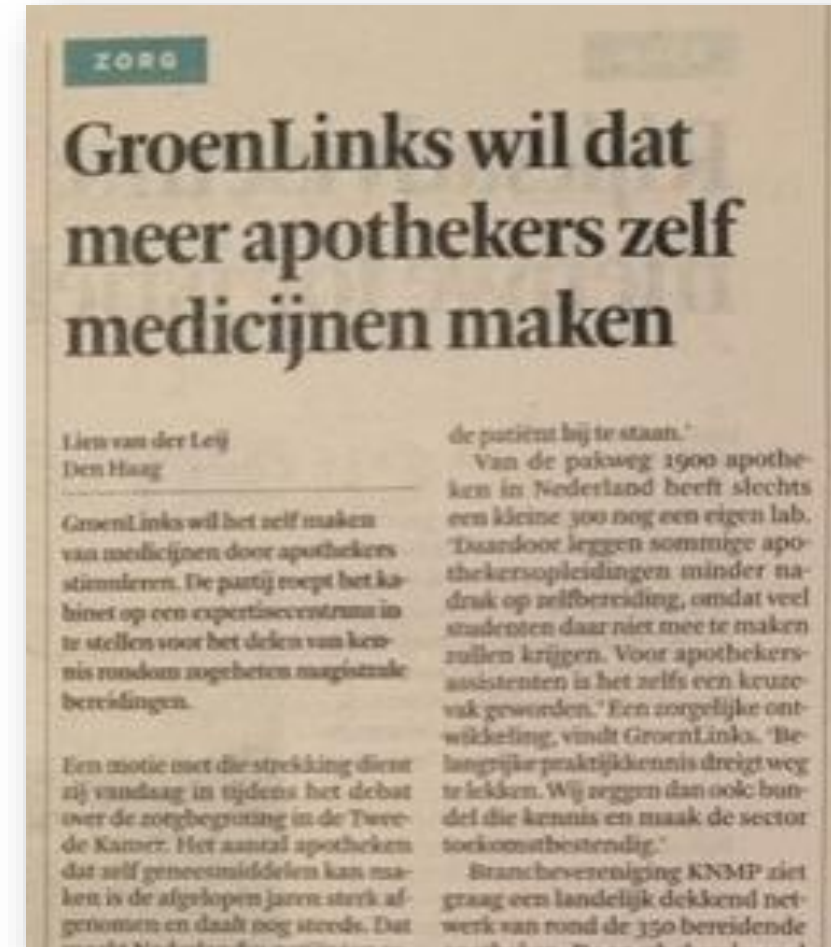 ZORG
GroenLinks wil dat
meer apothekers zelf
medicijnen maken
Lien van der Leij
Den Haag
GroenLinks wil het zelf maken
van medicijnen door apothekers
stimuleren. De partij roept het ka-
binet op een expertisecentrum in
te stellen voor het delen van ken-
nis rondom zogeheten magistrale
bereidingen.
Een motie met die strekking dient
zij vandaag in tijdens het debat
over de zorgbegroting in de Twee-
de Kamer. Het aantal apotheken
dat zelf geneesmiddelen kan ma-
ken is de afgelopen jaren sterk af-
genomen en daalt nog steeds. Dat
de patiënt bij te staan.'
Van de pakweg 1900 apothe-
ken in Nederland heeft slechts
een kleine 300 nog een eigen lab.
'Daardoor leggen sommige apo-
thekersopleidingen minder na-
druk op zelfbereiding, omdat veel
studenten daar niet mee te maken
zullen krijgen. Voor apothekers-
assistenten is het zelfs een keuze-
vak geworden.' Een zorgelijke ont-
wikkeling, vindt GroenLinks. 'Be-
langrijke praktijkkennis dreigt weg
te lekken. Wij zeggen dan ook: bun-
del die kennis en maak de sector
toekomstbestendig.'
Branchevereniging KNMP ziet
graag een landelijk dekkend net-
werk van rond de 350 bereidende